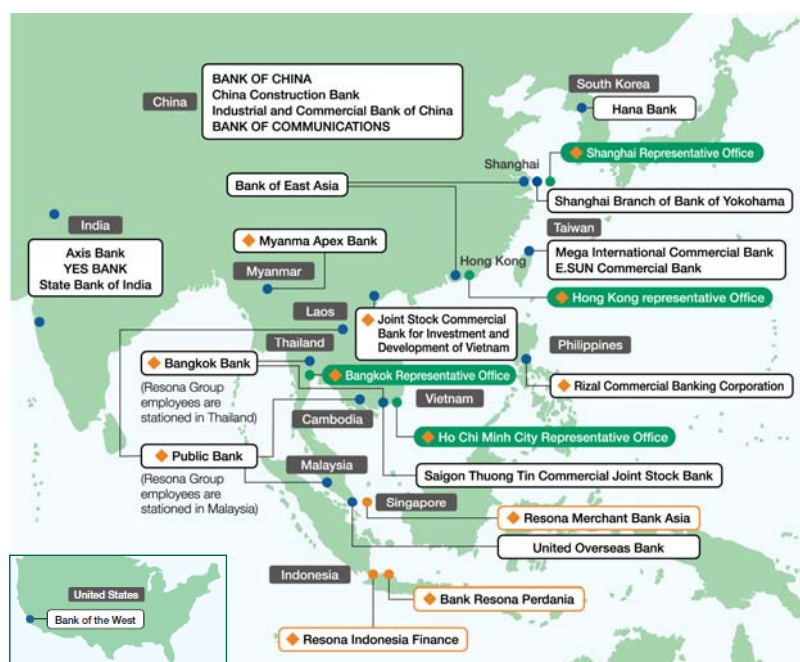 China
BANK OF CHINA
China Construction Bank
Industrial and Commercial Bank of China
BANK OF COMMUNICATIONS
South Korea
Hana Bank
Shanghai
Shanghai Representative Office
Bank of East Asia
Shanghai Branch of Bank of Yokohama
India
Axis Bank
YES BANK
State Bank of India
Myanma Apex Bank
Myanmar
Taiwan
Mega International Commercial Bank
E.SUN Commercial Bank
Hong Kong
Hong Kong representative Office
Laos
Joint Stock Commercial
Bank for Investment and
Development of Vietnam
Thailand
Bangkok Bank
(Resona Group
employees are
stationed in Thailand)
Bangkok Representative Office
Philippines
Rizal Commercial Banking Corporation
Vietnam
Cambodia
Ho Chi Minh City Representative Office
Public Bank
(Resona Group
employees are
stationed in Malaysia)
Malaysia
Saigon Thuong Tin Commercial Joint Stock Bank
Singapore
Resona Merchant Bank Asia
United Overseas Bank
Indonesia
Bank Resona Perdania
Resona Indonesia Finance
United States
Bank of the West